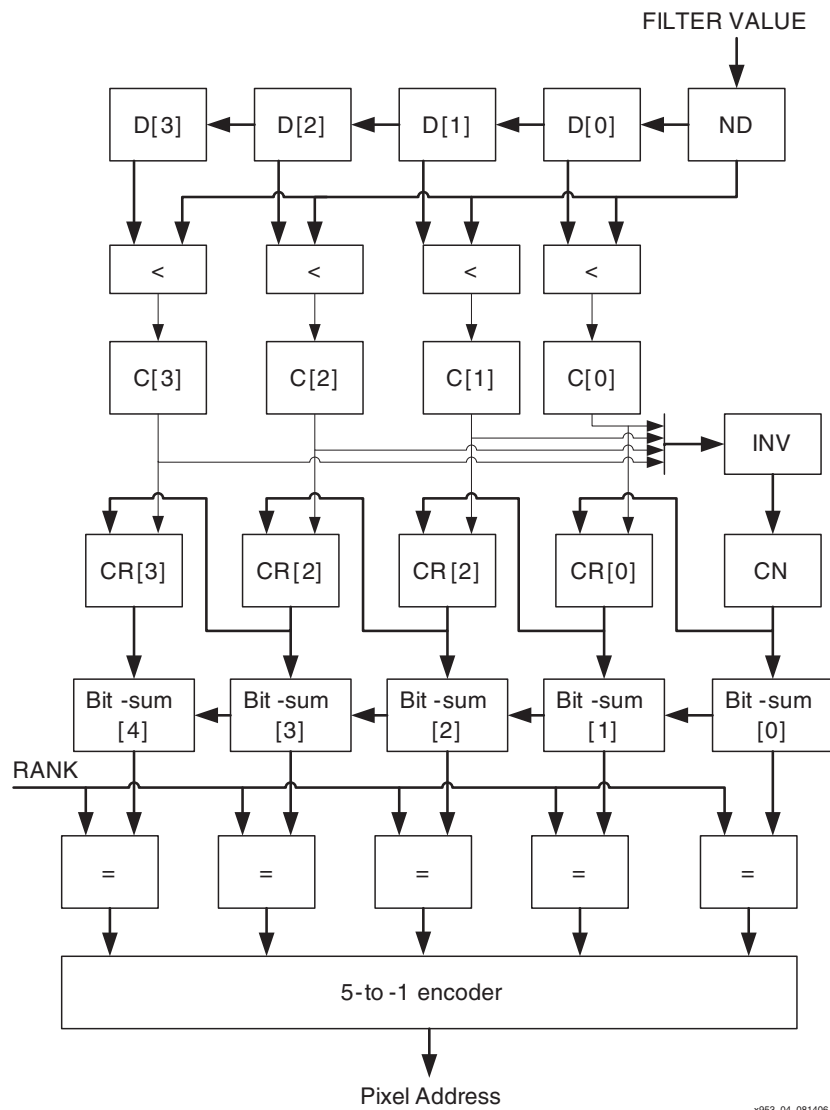 FILTER VALUE
D[3]
D[2]
D[1]
D[0]
ND
<
<
<
<
C[3]
C[2]
C[1]
C[0]
INV
CR[3]
CR[2]
CR[2]
CR[0]
CN
Bit -sum
[4]
Bit -sum
[3]
Bit -sum
[2]
Bit -sum
[1]
Bit -sum
[0]
RANK
=
=
=
=
=
5-to -1 encoder
Pixel Address
x953_04_081406